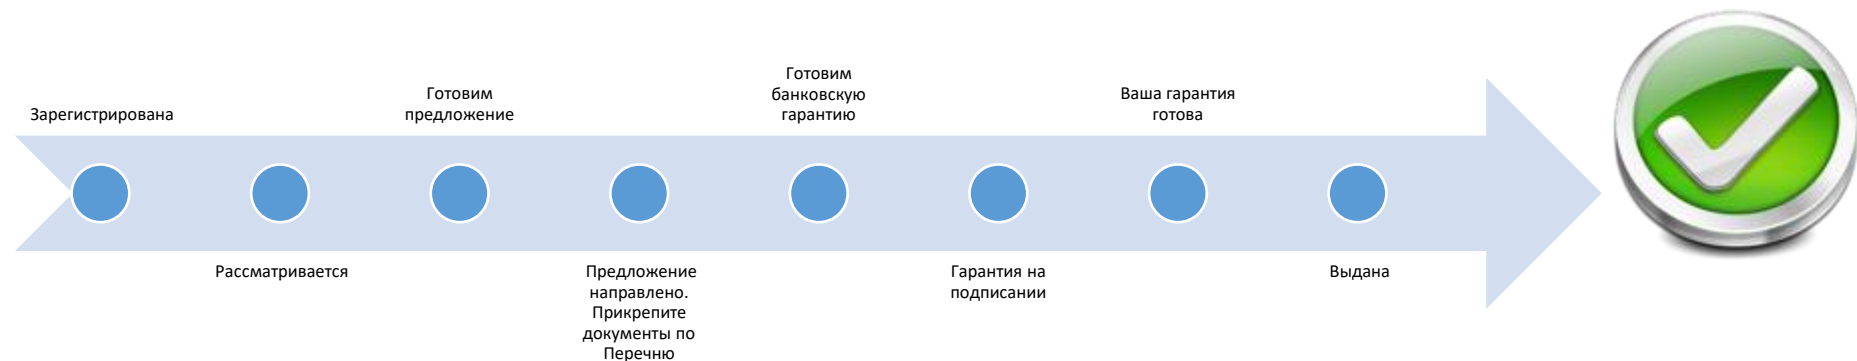 Зарегистрирована
Рассматривается
Готовим
предложение
Предложение
направлено.
Прикрепите
документы по
Перечню
Готовим
банковскую
гарантию
Гарантия на
подписании
Ваша гарантия
готова
Выдана